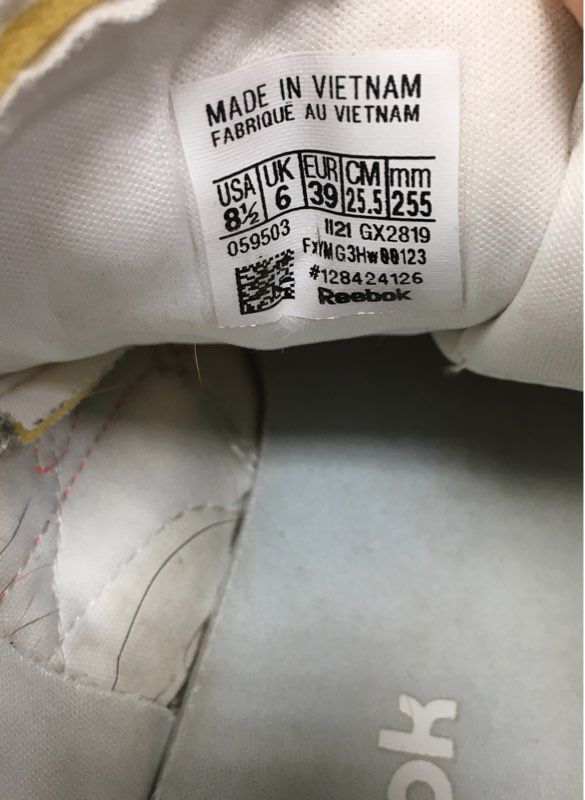 MADE IN VIETNAM
FABRIQUÉ AU VIETNAM
USA UK EUR CM mm
8½ 6 39 25.5 255
059503 1121 GX2819
#128424126
Reebok
ok